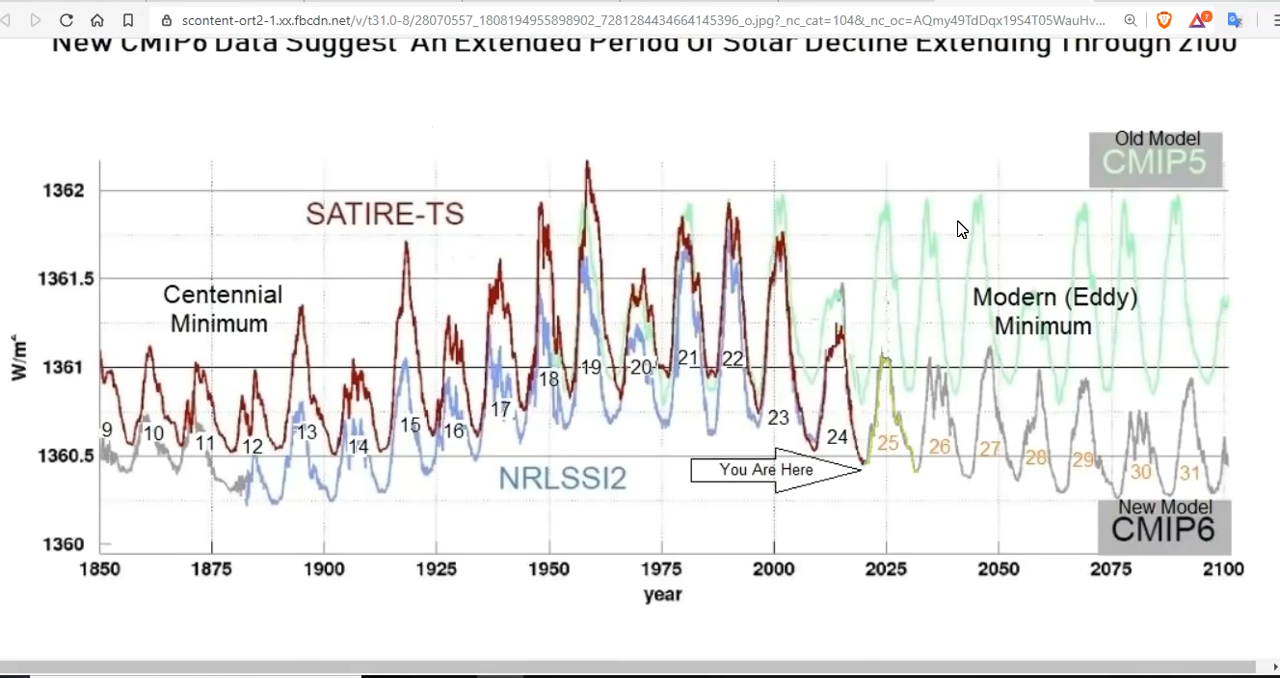 scontent-ort2-1.xx.fbcdn.net/v/t31.0-8/28070557_1808194955898902_7281284434664145396_o.jpg?_nc_cat=104&_nc_oc=AQmy49TdDqx19S4T05WauHv...
7
New CMIP6 Data Suggest An Extended Period Of Solar Decline Extending Through 2100
Old Model
CMIP5
1362
SATIRE-TS
1361.5
Centennial
Minimum
Modern (Eddy)
Minimum
W/m²
1361
9 10 11 12 13 14 15 16 17 18 19 20 21 22 23 24 25 26 27 28 29 30 31
1360.5
You Are Here
NRLSSI2
New Model
CMIP6
1360
1850 1875 1900 1925 1950 1975 2000 2025 2050 2075 2100
year